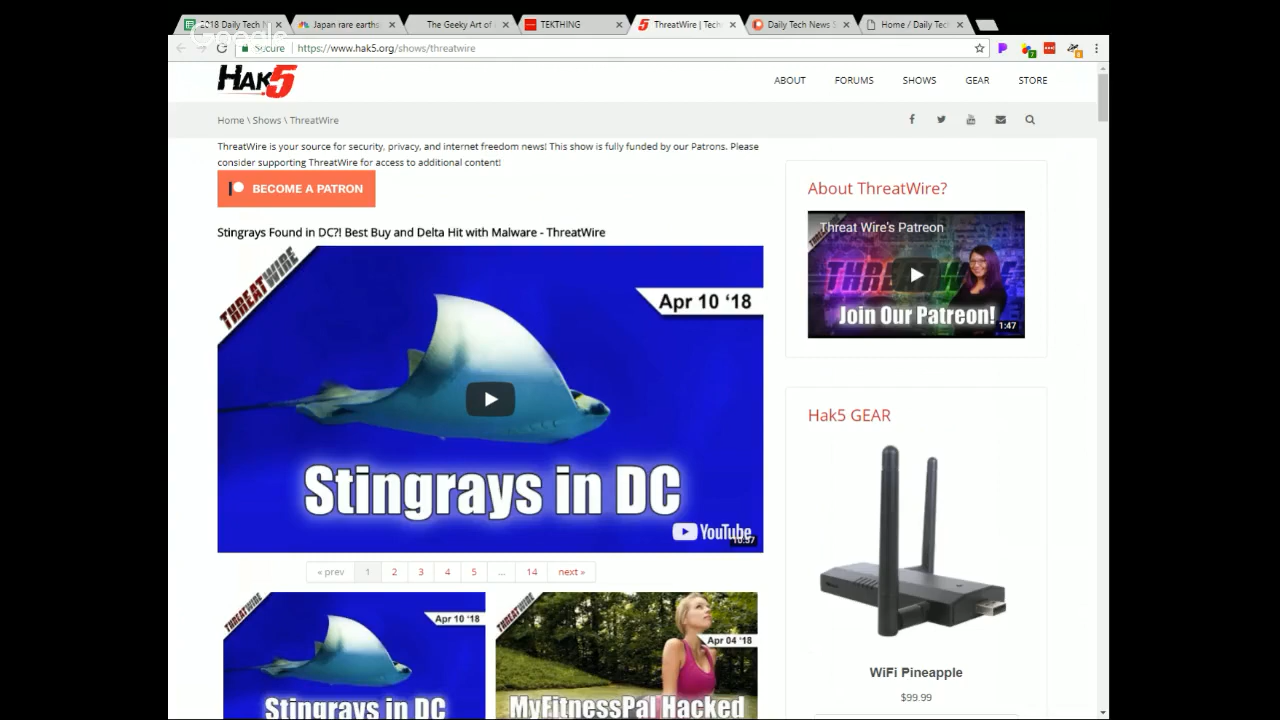 2018 Daily Tech N
Japan rare earths
The Geeky Art of
TEKTHING
ThreatWire | Tech
Daily Tech News S
Home / Daily Tec
Google
Secure
https://www.hak5.org/shows/threatwire
HAK5
ABOUT
FORUMS
SHOWS
GEAR
STORE
Home \ Shows \ ThreatWire
ThreatWire is your source for security, privacy, and internet freedom news! This show is fully funded by our Patrons. Please
consider supporting ThreatWire for access to additional content!
BECOME A PATRON
Stingrays Found in DC?! Best Buy and Delta Hit with Malware - ThreatWire
THREATWIRE
Apr 10 ‘18
Stingrays in DC
YouTube
10:37
« prev
1
2
3
4
5
...
14
next »
THREATWIRE
Apr 10 ‘18
Stingrays in DC
THREATWIRE
Apr 04 ‘18
MyFitnessPal Hacked
About ThreatWire?
Threat Wire's Patreon
THREATWIRE
Join Our Patreon!
1:47
Hak5 GEAR
WiFi Pineapple
$99.99